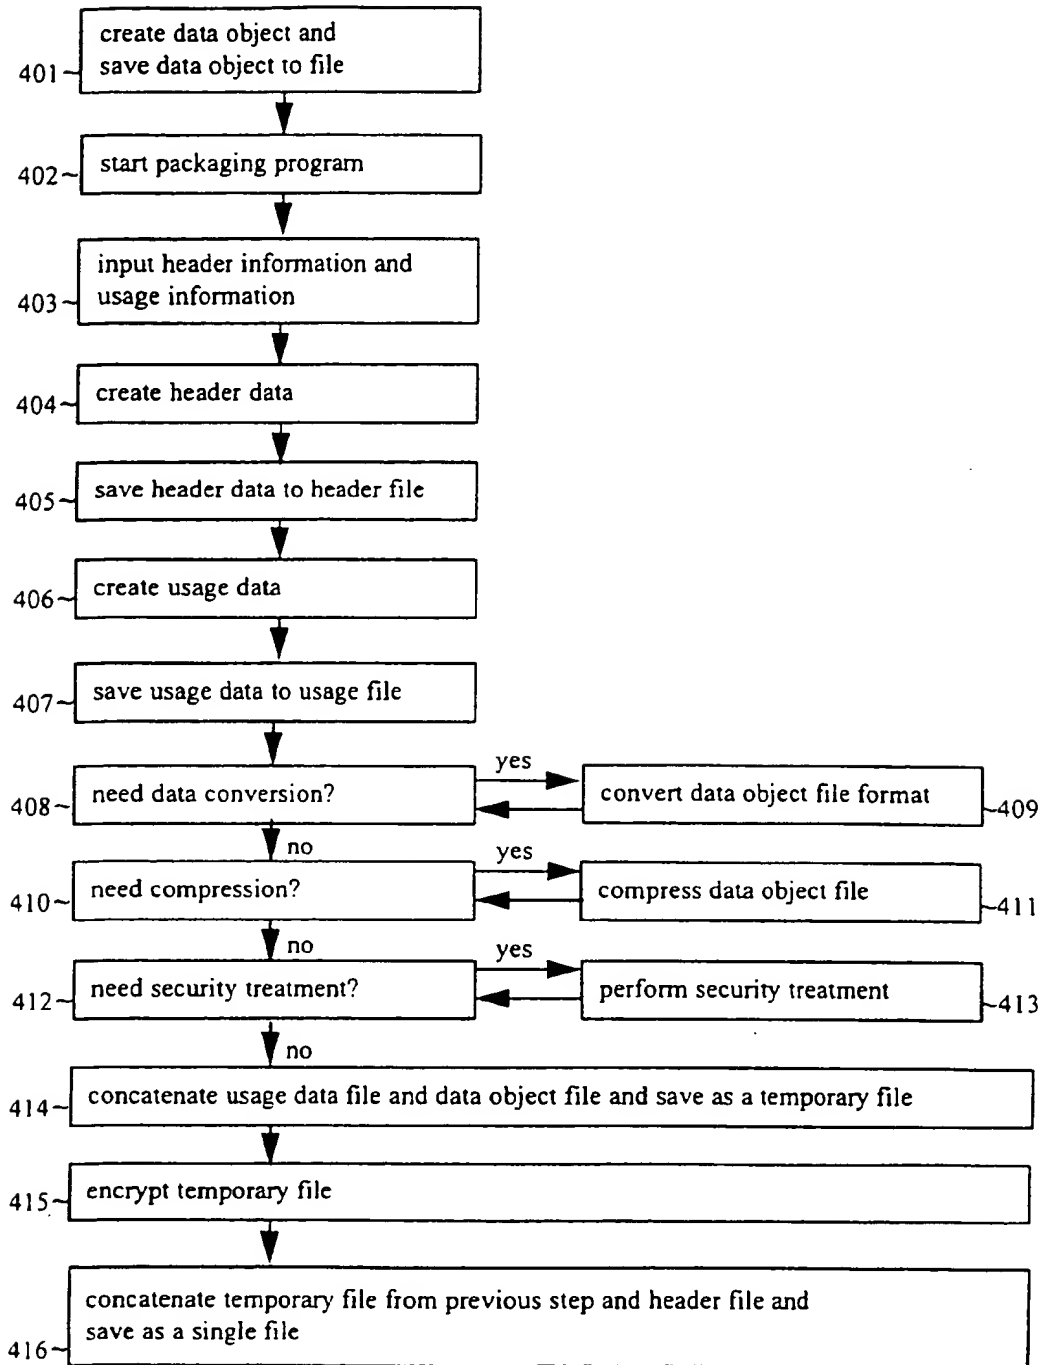 create data object and
save data object to file
401~
start packaging program
402~
input header information and
usage information
403~
create header data
404~
save header data to header file
405~
create usage data
406~
save usage data to usage file
407~
need data conversion?
408~
yes
convert data object file format
~409
no
need compression?
410~
yes
compress data object file
~411
no
need security treatment?
412~
yes
perform security treatment
~413
no
concatenate usage data file and data object file and save as a temporary file
414~
encrypt temporary file
415~
concatenate temporary file from previous step and header file and
save as a single file
416~